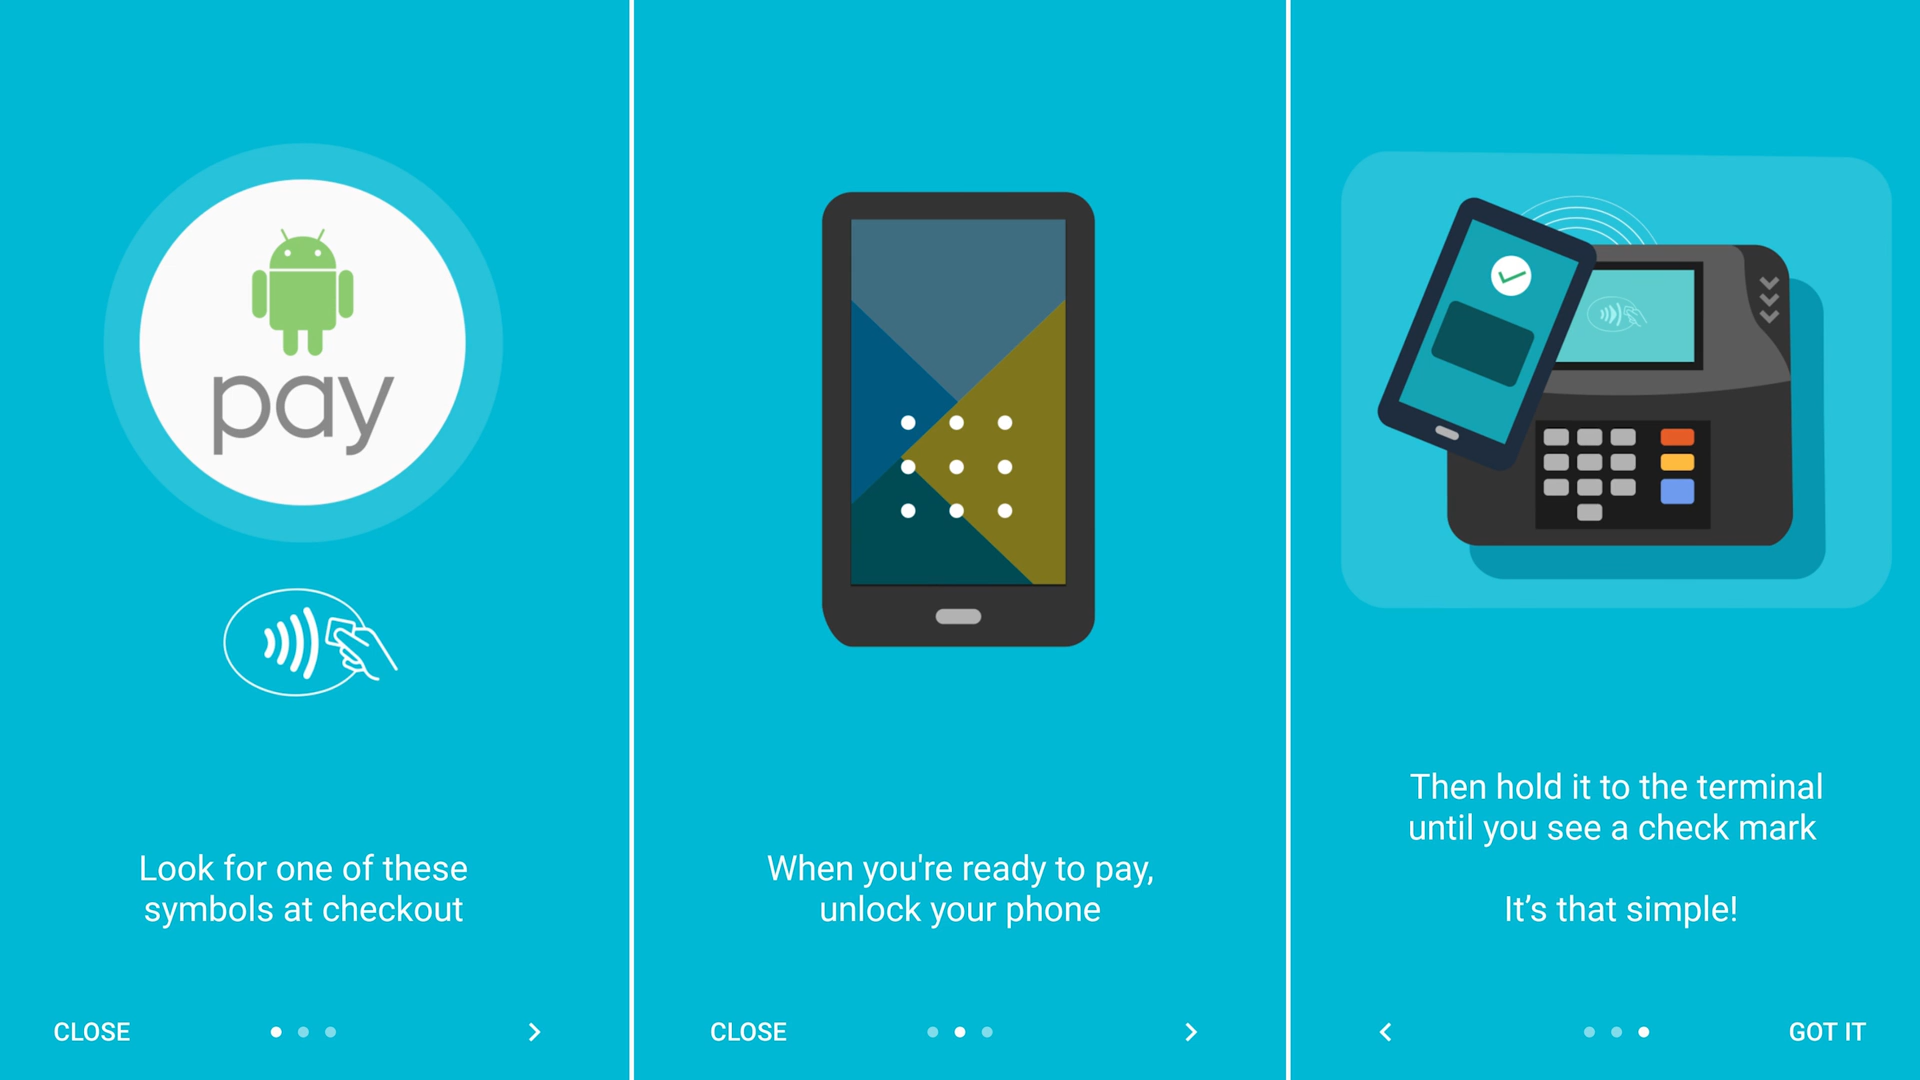 pay
Look for one of these
symbols at checkout
CLOSE
When you're ready to pay,
unlock your phone
CLOSE
Then hold it to the terminal
until you see a check mark
It’s that simple!
GOT IT